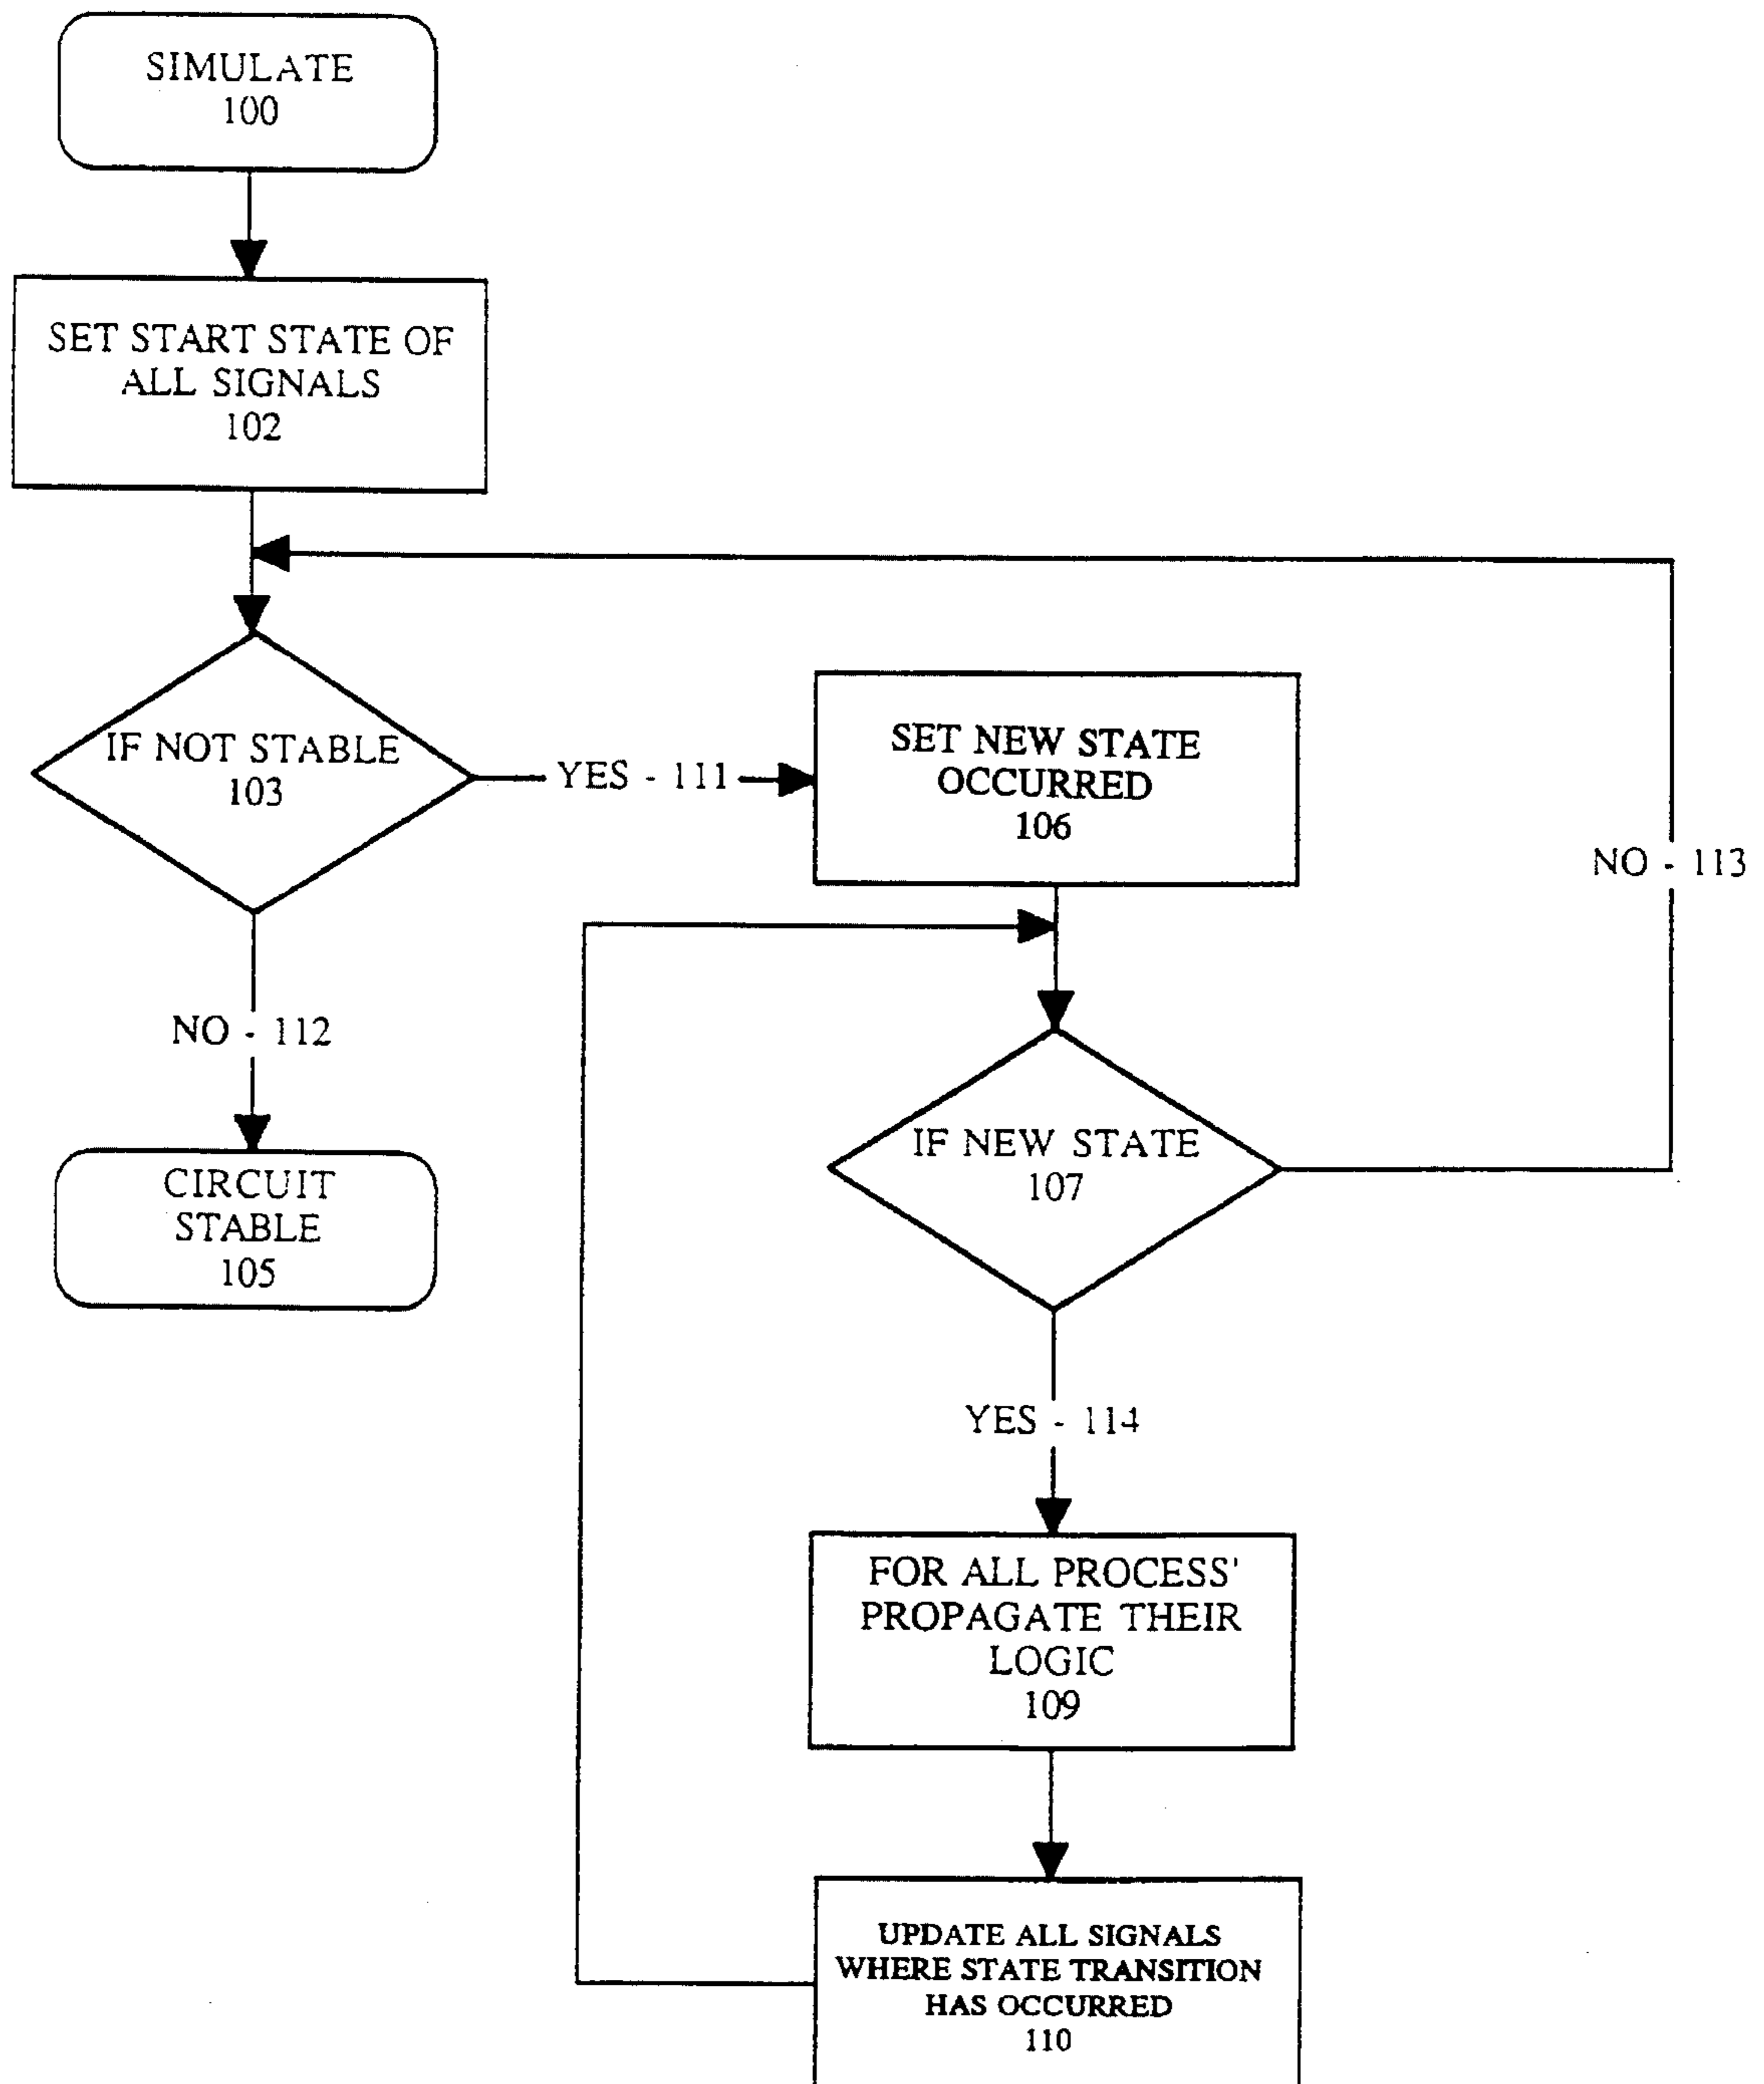 SIMULATE
100
SET START STATE OF
ALL SIGNALS
102
IF NOT STABLE
103
YES - 111
SET NEW STATE
OCCURRED
106
NO - 113
NO - 112
CIRCUIT
STABLE
105
IF NEW STATE
107
YES - 114
FOR ALL PROCESS'
PROPAGATE THEIR
LOGIC
109
UPDATE ALL SIGNALS
WHERE STATE TRANSITION
HAS OCCURRED
110